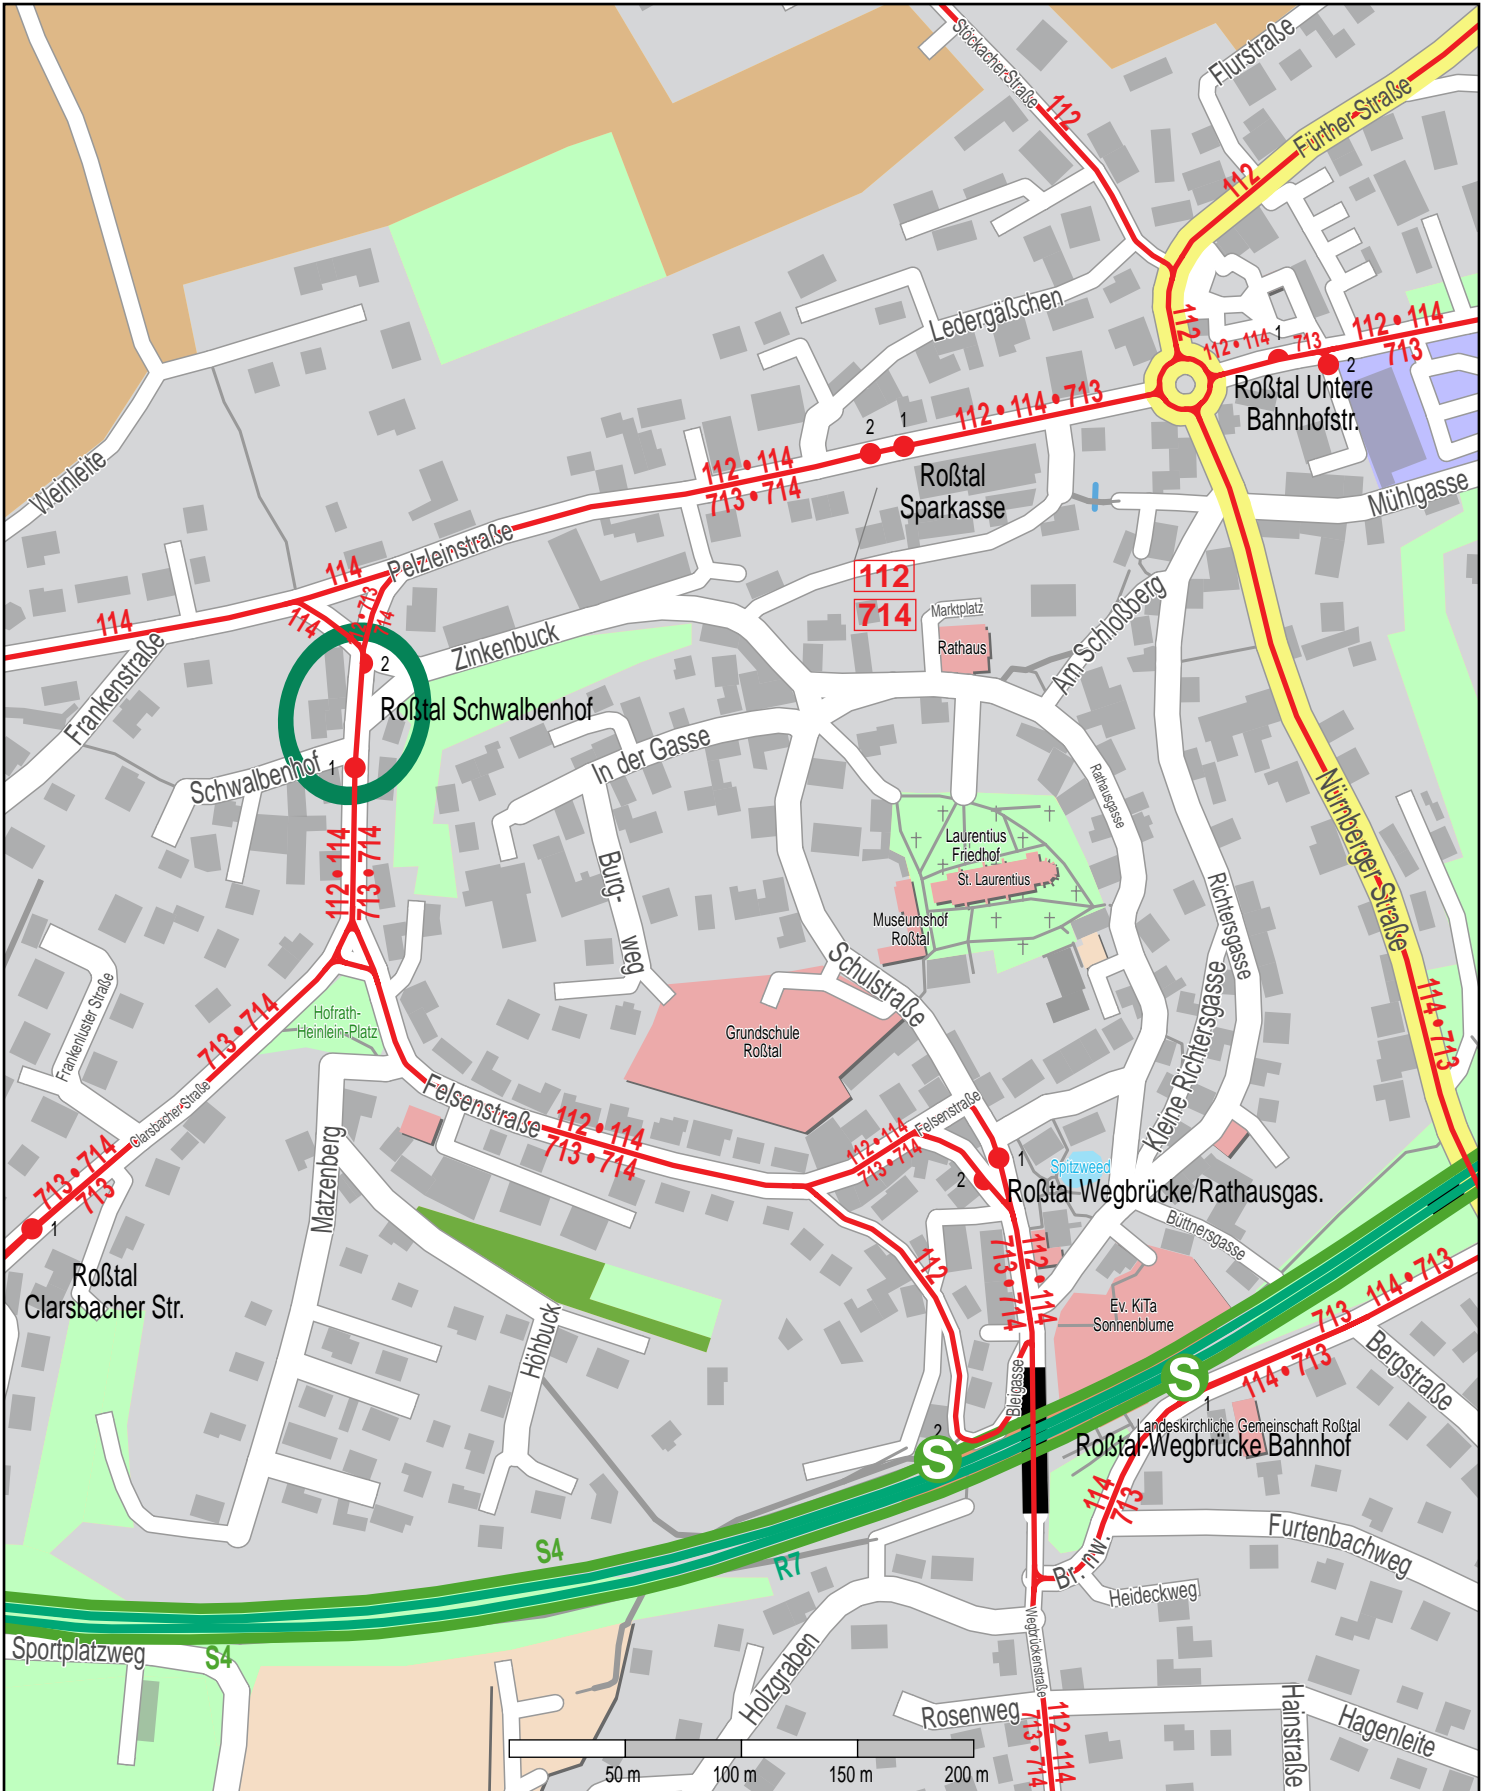 Stöckacher Straße
112
Flurstraße
Fürther Straße
112
Ledergäßchen
112
112 • 114
1
713
112 • 114
713
2
Roßtal Untere
Bahnhofstr.
112 • 114 • 713
2
1
112 • 114
713 • 714
Roßtal
Sparkasse
Weinleite
Mühlgasse
Pelzleinstraße
114
114
114
112 • 713
714
112
714
Marktplatz
Rathaus
Am Schloßberg
Zinkenbuck
Frankenstraße
2
Roßtal Schwalbenhof
In der Gasse
Schwalbenhof
1
Rathausgasse
Nürnberger Straße
112 • 114
713 • 714
Laurentius
Friedhof
St. Laurentius
Burg-
weg
Museumshof
Roßtal
Richtersgasse
Schulstraße
Frankenluster Straße
Hofrath-
Heinlein-Platz
713 • 714
Grundschule
Roßtal
Kleine Richtersgasse
114 • 713
Clarsbacher Straße
Felsenstraße
112 • 114
713 • 714
Felsenstraße
112 • 114
713 • 714
Matzenberg
713 • 714
713
1
Spitzweed
1
2
Roßtal Wegbrücke/Rathausgas.
Büttnersgasse
Roßtal
Clarsbacher Str.
112
112 • 114
713 • 714
Ev. KiTa
Sonnenblume
713
114 • 713
114 • 713
Höhbuck
Bergstraße
Bleigasse
S
1
Landeskirchliche Gemeinschaft Roßtal
Roßtal-Wegbrücke Bahnhof
2
S
114
713
Furtenbachweg
S4
R7
Br.-nw.
Heideckweg
Sportplatzweg
S4
Wegbrückenstraße
Holzgraben
Rosenweg
112 • 114
713 • 714
Hainstraße
Hagenleite
50 m
100 m
150 m
200 m